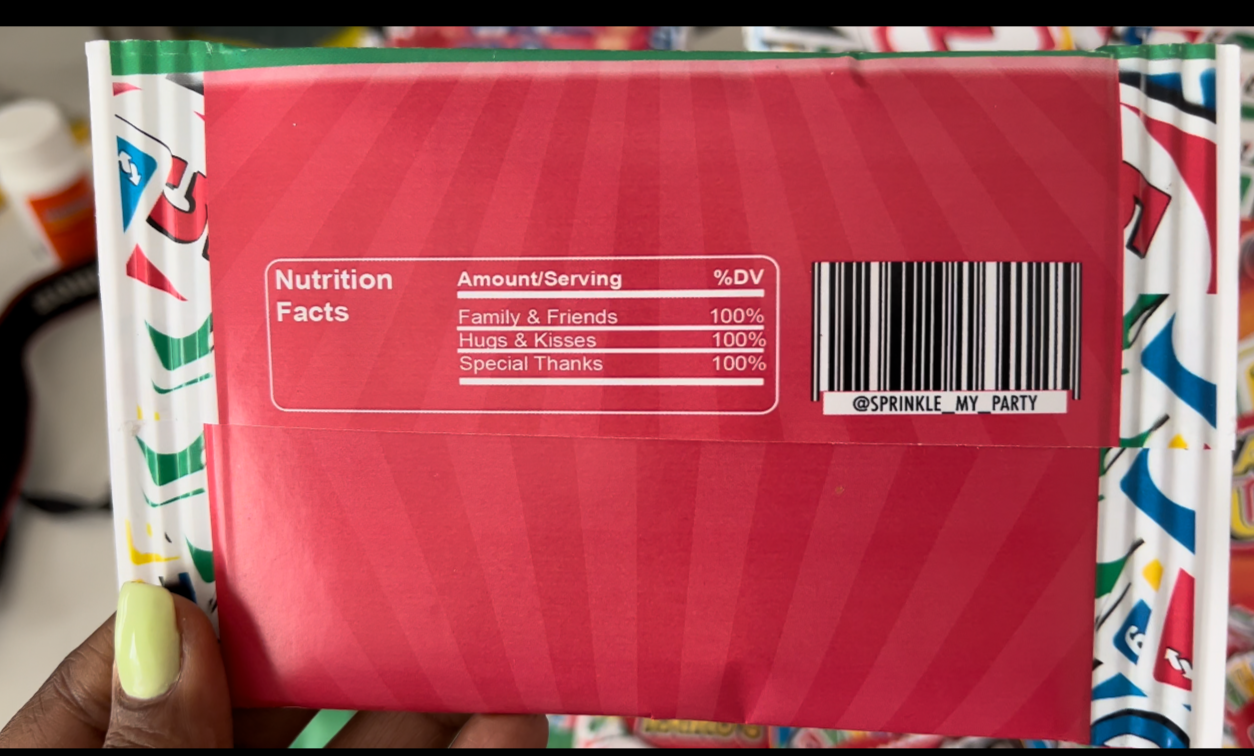 Nutrition
Facts
Amount/Serving %DV
Family & Friends 100%
Hugs & Kisses 100%
Special Thanks 100%
@SPRINKLE_MY_PARTY